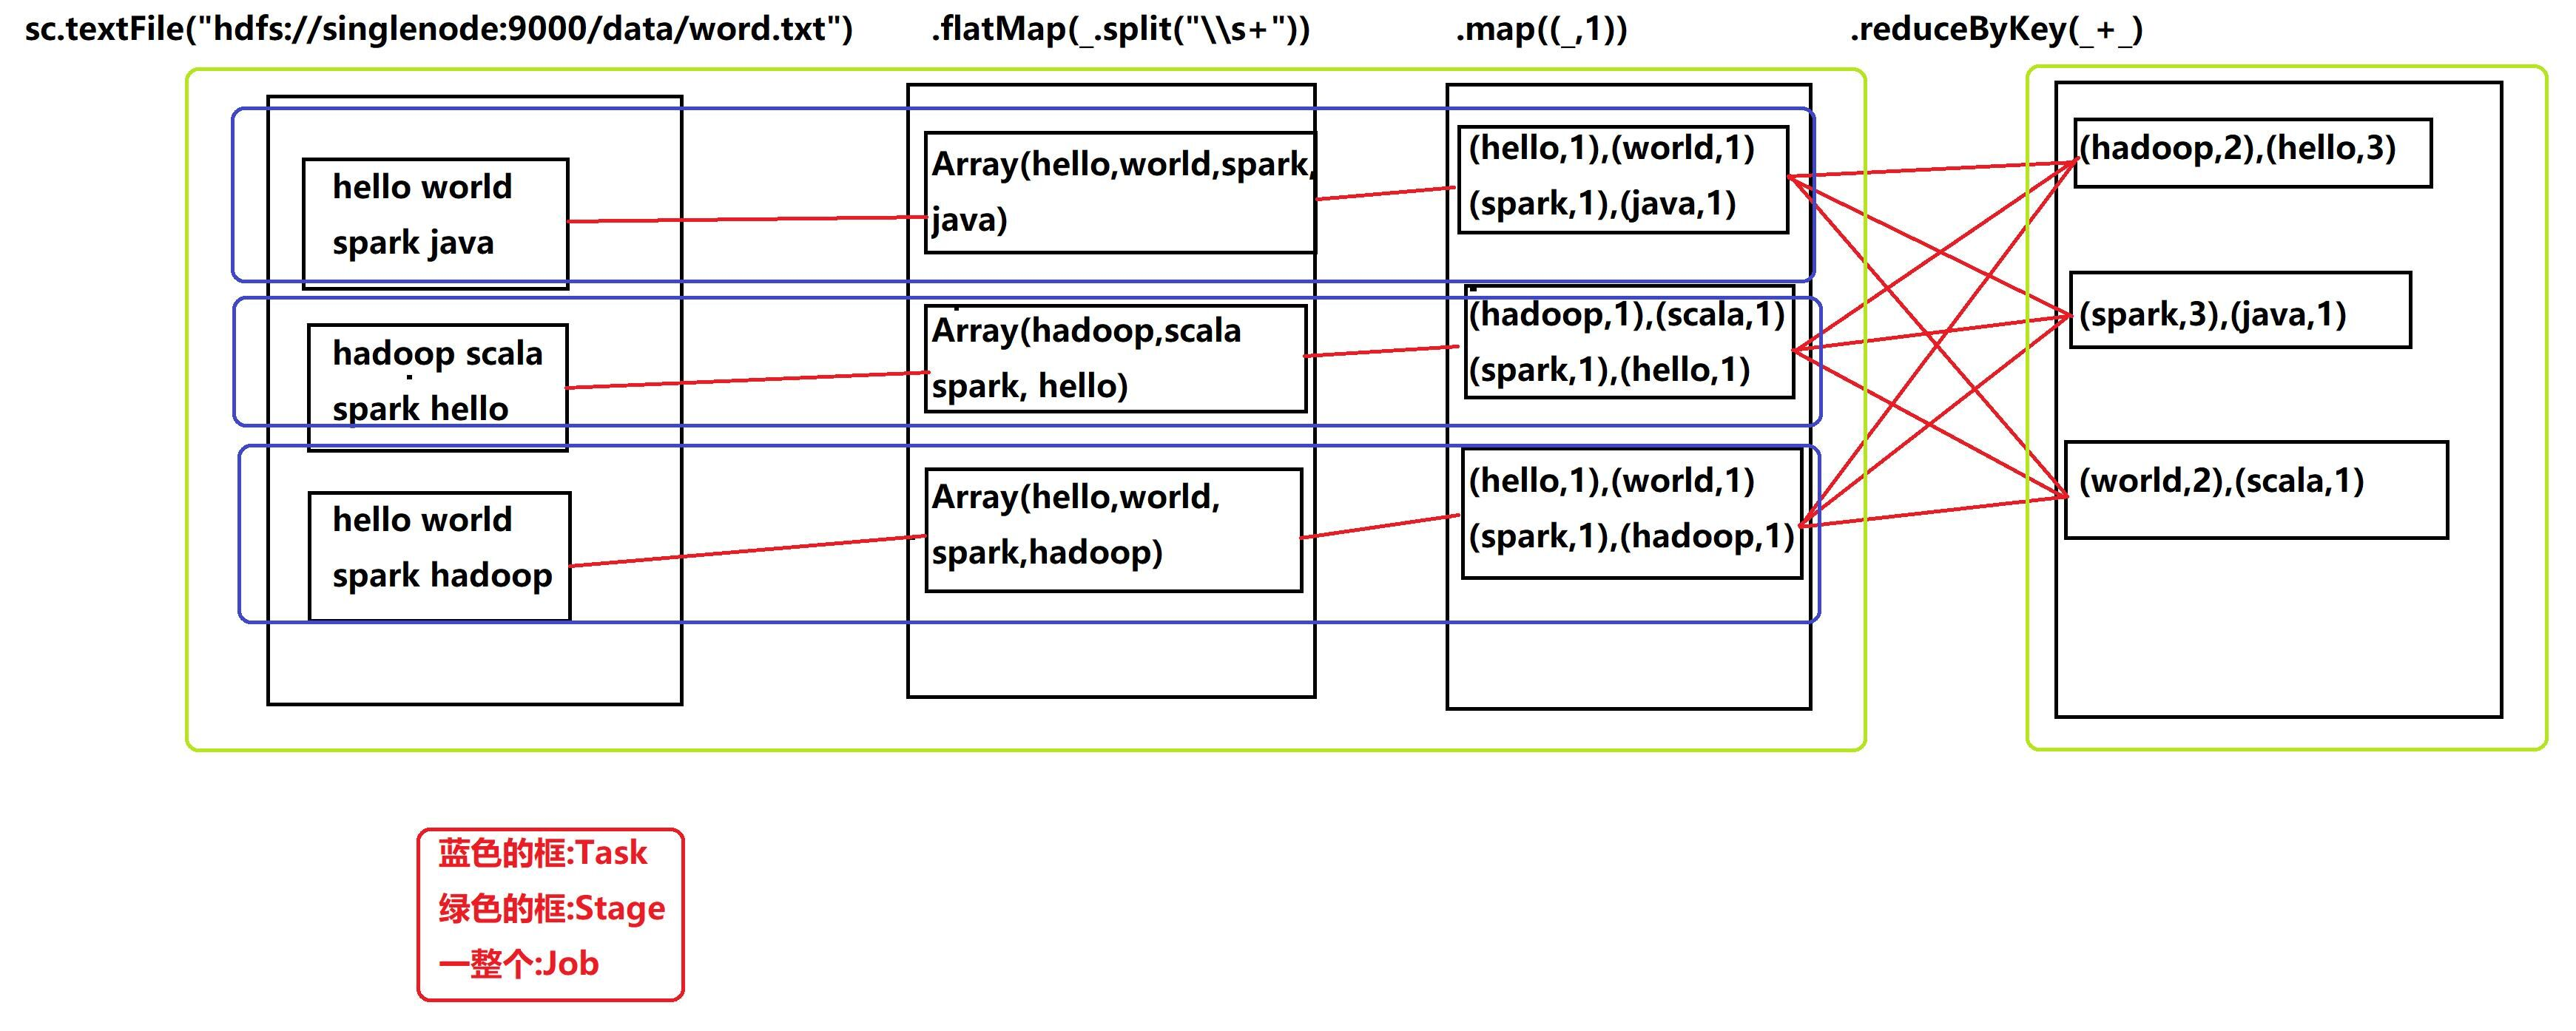 sc.textFile("hdfs://singlenode:9000/data/word.txt")
.flatMap(_.split("\\s+"))
.map((_,1))
.reduceByKey(_+_)
hello world
spark java
hadoop scala
spark hello
hello world
spark hadoop
Array(hello,world,spark,
java)
Array(hadoop,scala
spark, hello)
Array(hello,world,
spark,hadoop)
(hello,1),(world,1)
(spark,1),(java,1)
(hadoop,1),(scala,1)
(spark,1),(hello,1)
(hello,1),(world,1)
(spark,1),(hadoop,1)
(hadoop,2),(hello,3)
(spark,3),(java,1)
(world,2),(scala,1)
蓝色的框:Task
绿色的框:Stage
一整个:Job